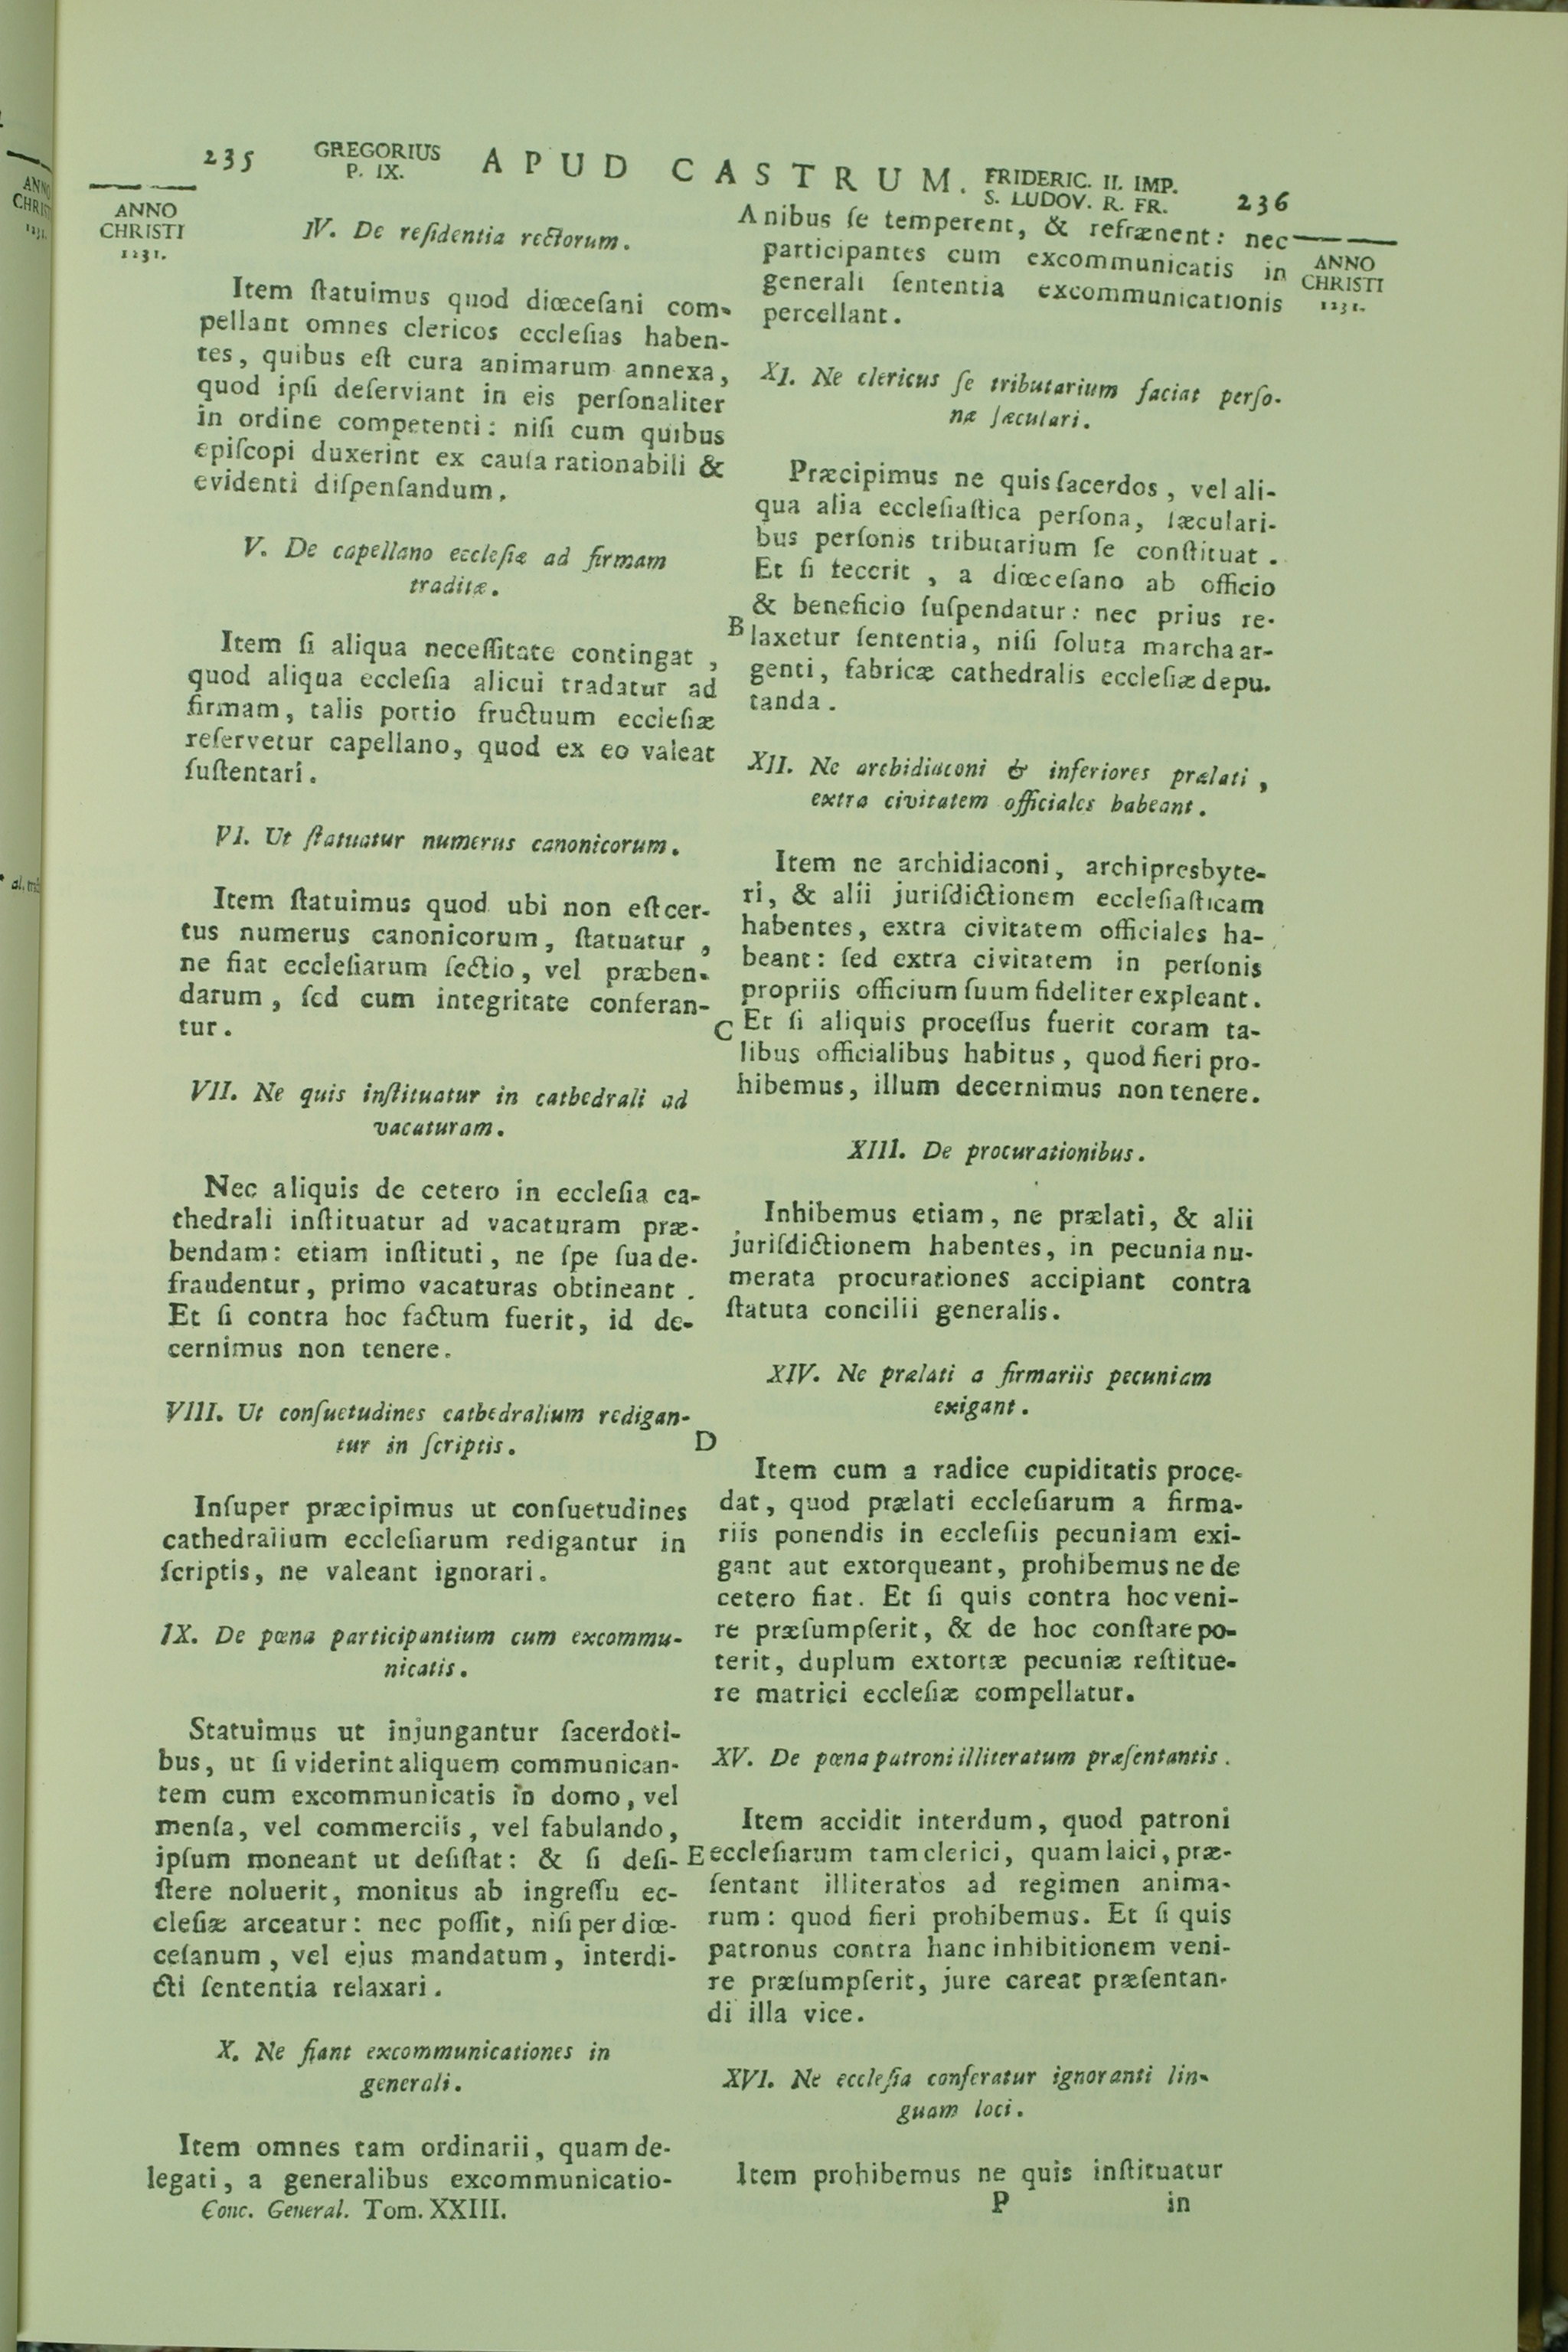 235
GREGORIUS
P. IX.
APUD CASTRUM.
FRIDERIC. II. IMP.
S. LUDOV. R. FR.
236
ANNO
CHRISTI
1231.
IV. De reſidentia rectorum.
Item ſtatuimus quod diœceſani com-
pellant omnes clericos eccleſias haben-
tes, quibus eſt cura animarum annexa,
quod ipſi deſerviant in eis perſonaliter
in ordine competenti: niſi cum quibus
epiſcopi duxerint ex cauſa rationabili &
evidenti diſpenſandum.
V. De capellano eccleſiæ ad firmam
traditæ.
Item ſi aliqua neceſſitate contingat,
quod aliqua eccleſia alicui tradatur ad
firmam, talis portio fructuum eccleſiæ
reſervetur capellano, quod ex eo valeat
ſuſtentari.
VI. Ut ſtatuatur numerus canonicorum.
Item ſtatuimus quod ubi non eſt cer-
tus numerus canonicorum, ſtatuatur,
ne fiat eccleſiarum ſectio, vel præben-
darum, ſed cum integritate conferan-
tur.
VII. Ne quis inſtituatur in cathedrali ad
vacaturam.
Nec aliquis de cetero in eccleſia ca-
thedrali inſtituatur ad vacaturam præ-
bendam: etiam inſtituti, ne ſpe ſua de-
fraudentur, primo vacaturas obtineant.
Et ſi contra hoc factum fuerit, id de-
cernimus non tenere.
VIII. Ut conſuetudines cathedralium redigan-
tur in ſcriptis.
Inſuper præcipimus ut conſuetudines
cathedralium eccleſiarum redigantur in
ſcriptis, ne valeant ignorari.
IX. De pœna participantium cum excommu-
nicatis.
Statuimus ut injungantur ſacerdoti-
bus, ut ſi viderint aliquem communican-
tem cum excommunicatis in domo, vel
menſa, vel commerciis, vel fabulando,
ipſum moneant ut deſiſtat: & ſi deſi-
ſtere noluerit, monitus ab ingreſſu ec-
cleſiæ arceatur: nec poſſit, niſi per diœ-
ceſanum, vel ejus mandatum, interdi-
cti ſententia relaxari.
X. Ne fiant excommunicationes in
generali.
Item omnes tam ordinarii, quam de-
legati, a generalibus excommunicatio-
Conc. General. Tom. XXIII.
A nibus ſe temperent, & refrænent: nec
participantes cum excommunicatis in
generali ſententia excommunicationis
percellant.
ANNO
CHRISTI
1231.
XI. Ne clericus ſe tributarium faciat perſo-
næ ſæculari.
Præcipimus ne quis ſacerdos, vel ali-
qua alia eccleſiaſtica perſona, ſæculari-
bus perſonis tributarium ſe conſtituat.
Et ſi fecerit, a diœceſano ab officio
& beneficio ſuſpendatur: nec prius re-
B laxetur ſententia, niſi ſoluta marcha ar-
genti, fabricæ cathedralis eccleſiæ depu-
tanda.
XII. Ne archidiaconi & inferiores prælati,
extra civitatem officiales habeant.
Item ne archidiaconi, archipresbyte-
ri, & alii juriſdictionem eccleſiaſticam
habentes, extra civitatem officiales ha-
beant: ſed extra civitatem in perſonis
propriis officium ſuum fideliter expleant.
C Et ſi aliquis proceſſus fuerit coram ta-
libus officialibus habitus, quod fieri pro-
hibemus, illum decernimus non tenere.
XIII. De procurationibus.
Inhibemus etiam, ne prælati, & alii
juriſdictionem habentes, in pecunia nu-
merata procurationes accipiant contra
ſtatuta concilii generalis.
XIV. Ne prælati a firmariis pecuniam
exigant.
D
Item cum a radice cupiditatis proce-
dat, quod prælati eccleſiarum a firma-
riis ponendis in eccleſiis pecuniam exi-
gant aut extorqueant, prohibemus ne de
cetero fiat. Et ſi quis contra hoc veni-
re præſumpſerit, & de hoc conſtare po-
terit, duplum extortæ pecuniæ reſtitue-
re matrici eccleſiæ compellatur.
XV. De pœna patroni illiteratum præſentantis.
Item accidit interdum, quod patroni
E eccleſiarum tam clerici, quam laici, præ-
ſentant illiteratos ad regimen anima-
rum: quod fieri prohibemus. Et ſi quis
patronus contra hanc inhibitionem veni-
re præſumpſerit, jure careat præſentan-
di illa vice.
XVI. Ne eccleſia conferatur ignoranti lin-
guam loci.
Item prohibemus ne quis inſtituatur
P in